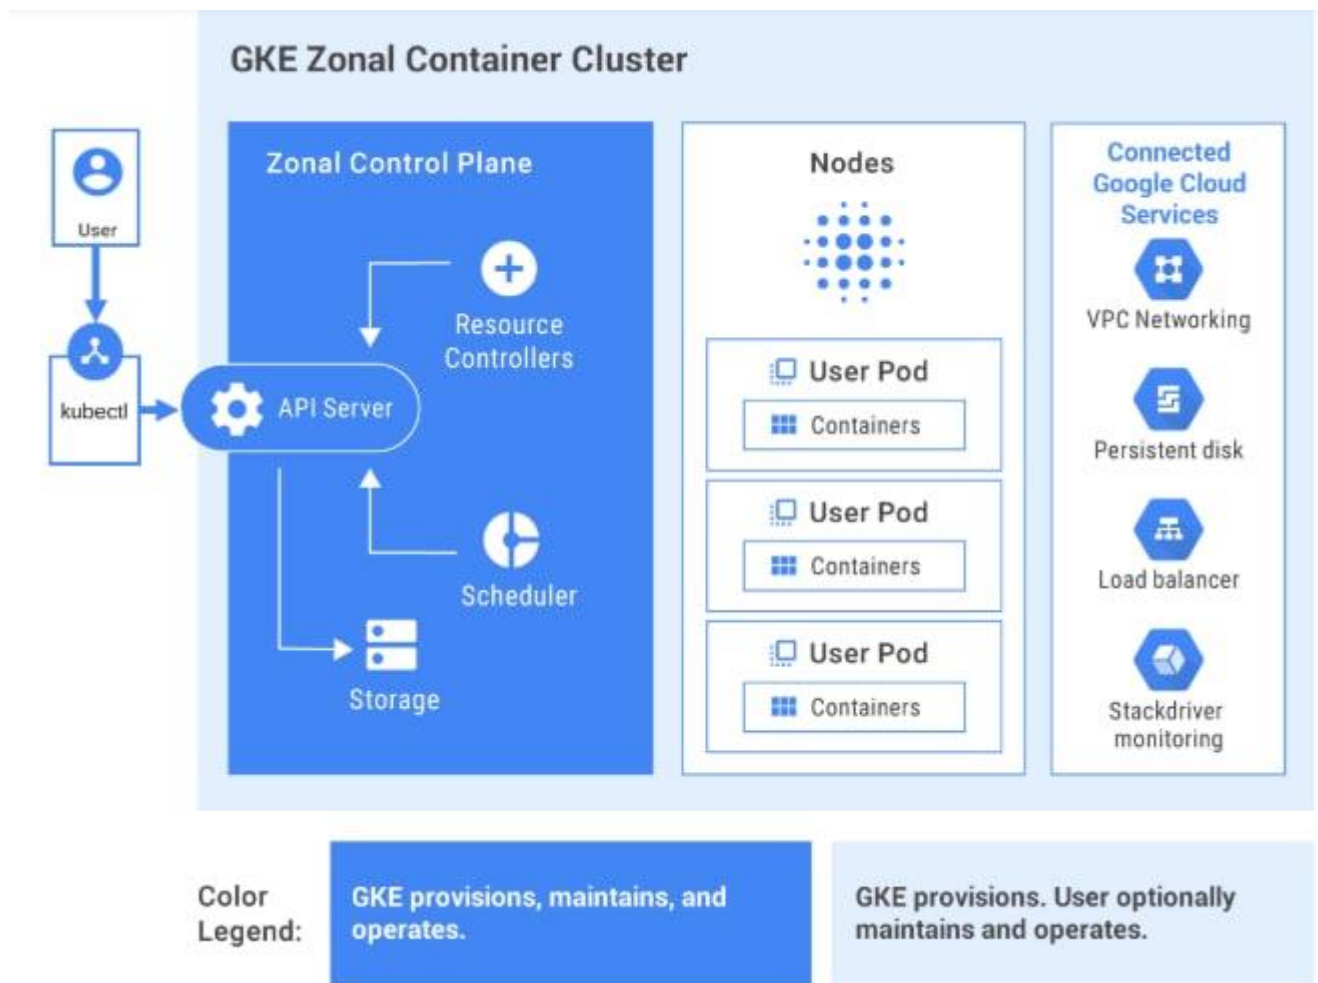 GKE Zonal Container Cluster
User
kubectl
Zonal Control Plane
Resource
Controllers
API Server
Scheduler
Storage
Nodes
User Pod
Containers
User Pod
Containers
User Pod
Containers
Connected
Google Cloud
Services
VPC Networking
Persistent disk
Load balancer
Stackdriver
monitoring
Color
Legend:
GKE provisions, maintains, and
operates.
GKE provisions. User optionally
maintains and operates.